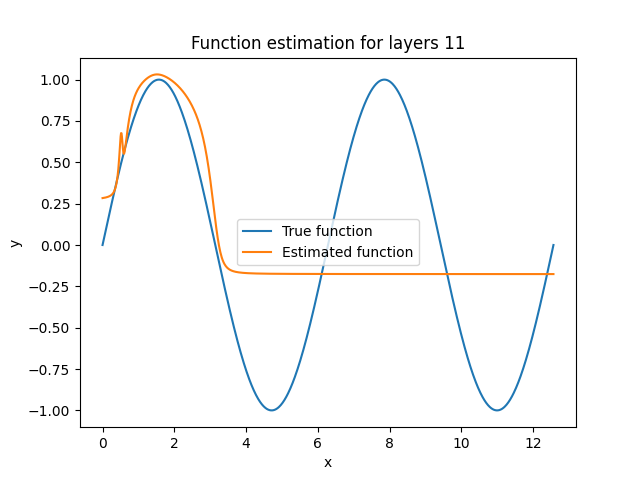 Function estimation for layers 11
1.00
0.75
0.50
0.25
0.00
−0.25
−0.50
−0.75
−1.00
y
True function
Estimated function
0 2 4 6 8 10 12
x